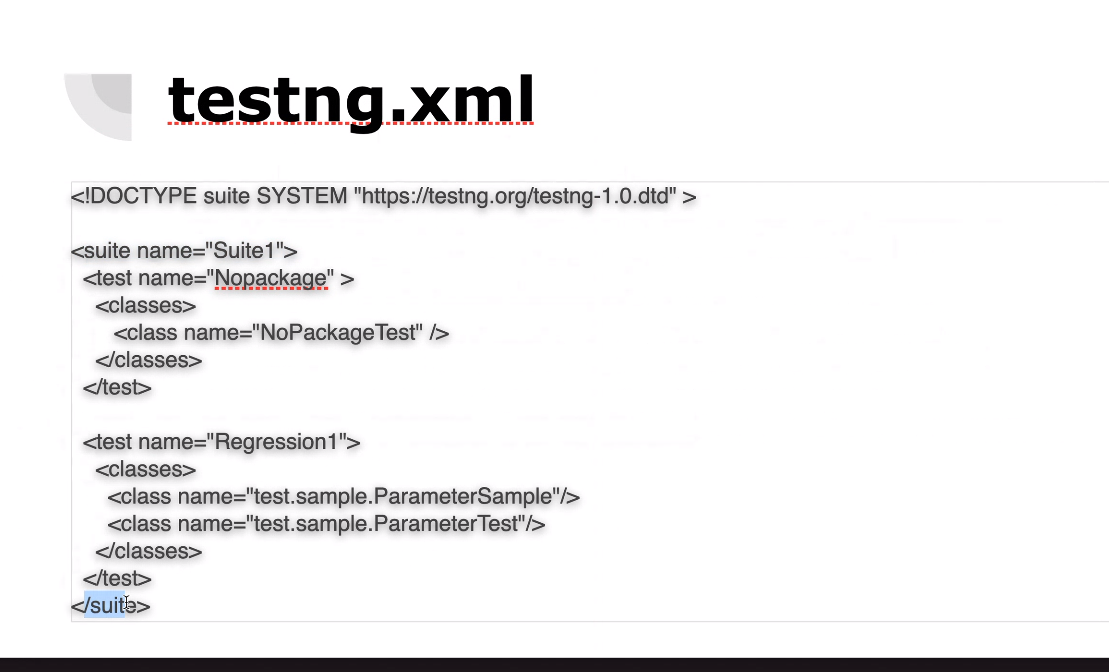 testng.xml
<!DOCTYPE suite SYSTEM "https://testng.org/testng-1.0.dtd" >
<suite name="Suite1">
<test name="Nopackage" >
<classes>
<class name="NoPackageTest" />
</classes>
</test>
<test name="Regression1">
<classes>
<class name="test.sample.ParameterSample"/>
<class name="test.sample.ParameterTest"/>
</classes>
</test>
</suite>